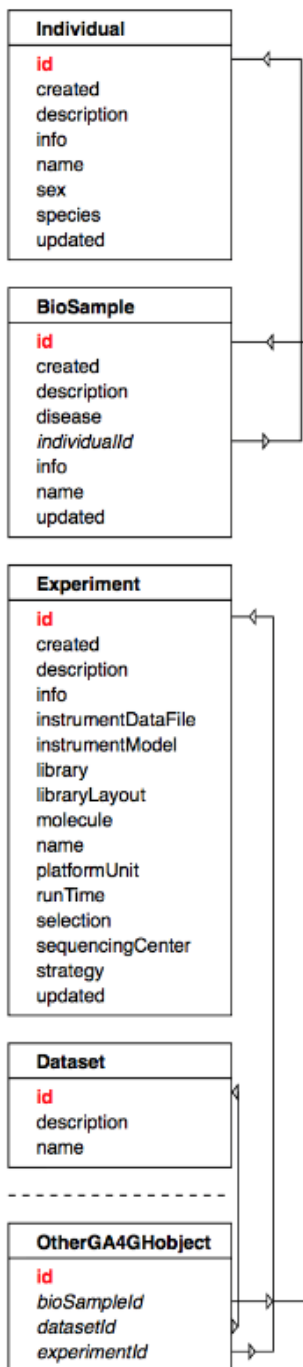 Individual
id
created
description
info
name
sex
species
updated
BioSample
id
created
description
disease
individualId
info
name
updated
Experiment
id
created
description
info
instrumentDataFile
instrumentModel
library
libraryLayout
molecule
name
platformUnit
runTime
selection
sequencingCenter
strategy
updated
Dataset
id
description
name
OtherGA4GHobject
id
bioSampleId
datasetId
experimentId